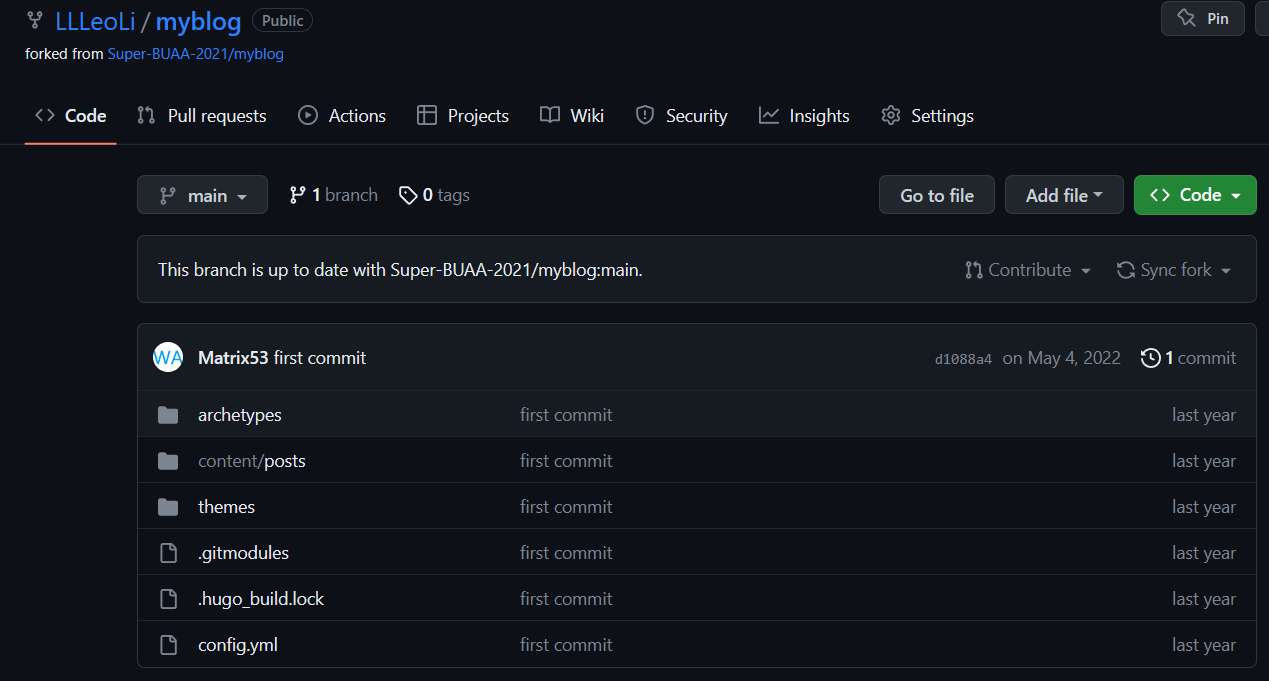 LLLeoLi / myblog Public Pin
forked from Super-BUAA-2021/myblog
Code Pull requests Actions Projects Wiki Security Insights Settings
main 1 branch 0 tags Go to file Add file Code
This branch is up to date with Super-BUAA-2021/myblog:main. Contribute Sync fork
WA Matrix53 first commit d1088a4 on May 4, 2022 1 commit
archetypes first commit last year
content/posts first commit last year
themes first commit last year
.gitmodules first commit last year
.hugo_build.lock first commit last year
config.yml first commit last year